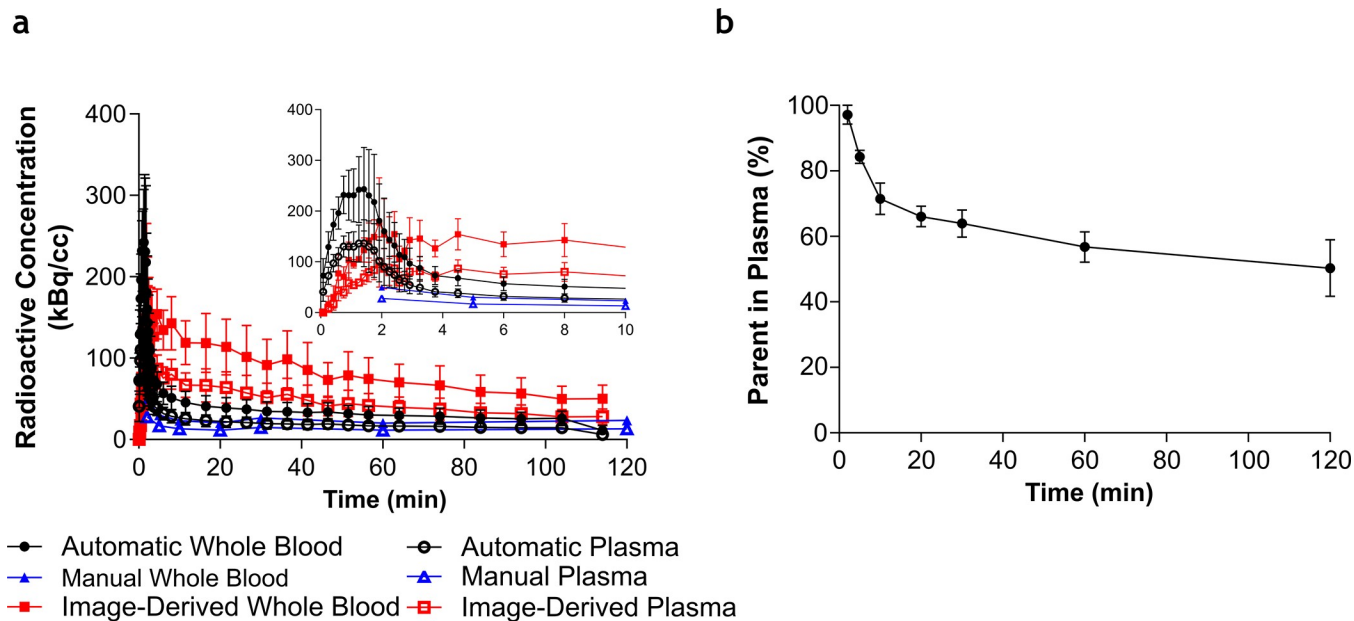 a
b
Radioactive Concentration
(kBq/cc)
400
300
200
100
0
0 20 40 60 80 100 120
Time (min)
400
300
200
100
0
0 2 4 6 8 10
Parent in Plasma (%)
100
80
60
40
20
0
0 20 40 60 80 100 120
Time (min)
Automatic Whole Blood
Automatic Plasma
Manual Whole Blood
Manual Plasma
Image-Derived Whole Blood
Image-Derived Plasma